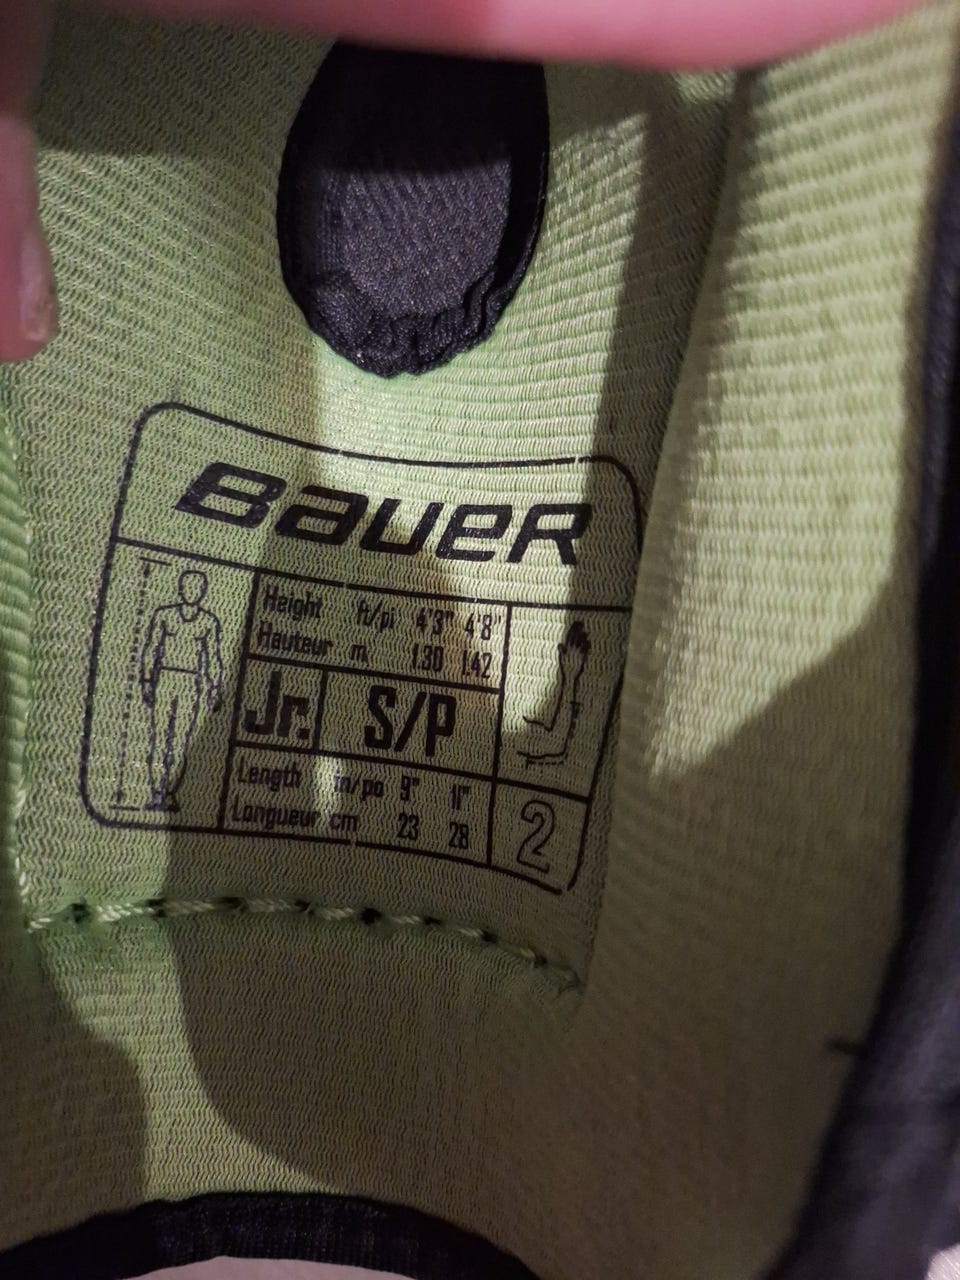 BAUER
Height ft/pi 4'3" 4'8"
Hauteur m. 1.30 1.42
Jr. S/P
Length in/po 9" 11"
Longueur cm 23 28
2